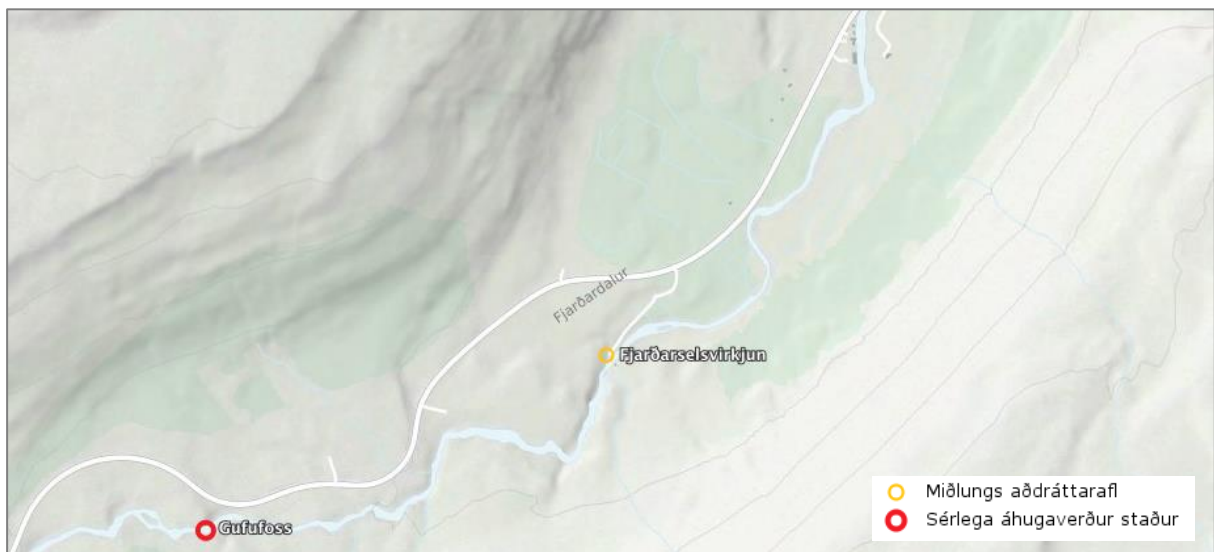 Fjarðardalur
Fjarðarselsvirkjun
Gufufoss
Miðlungs aðdráttarafl
Sérlega áhugaverður staður